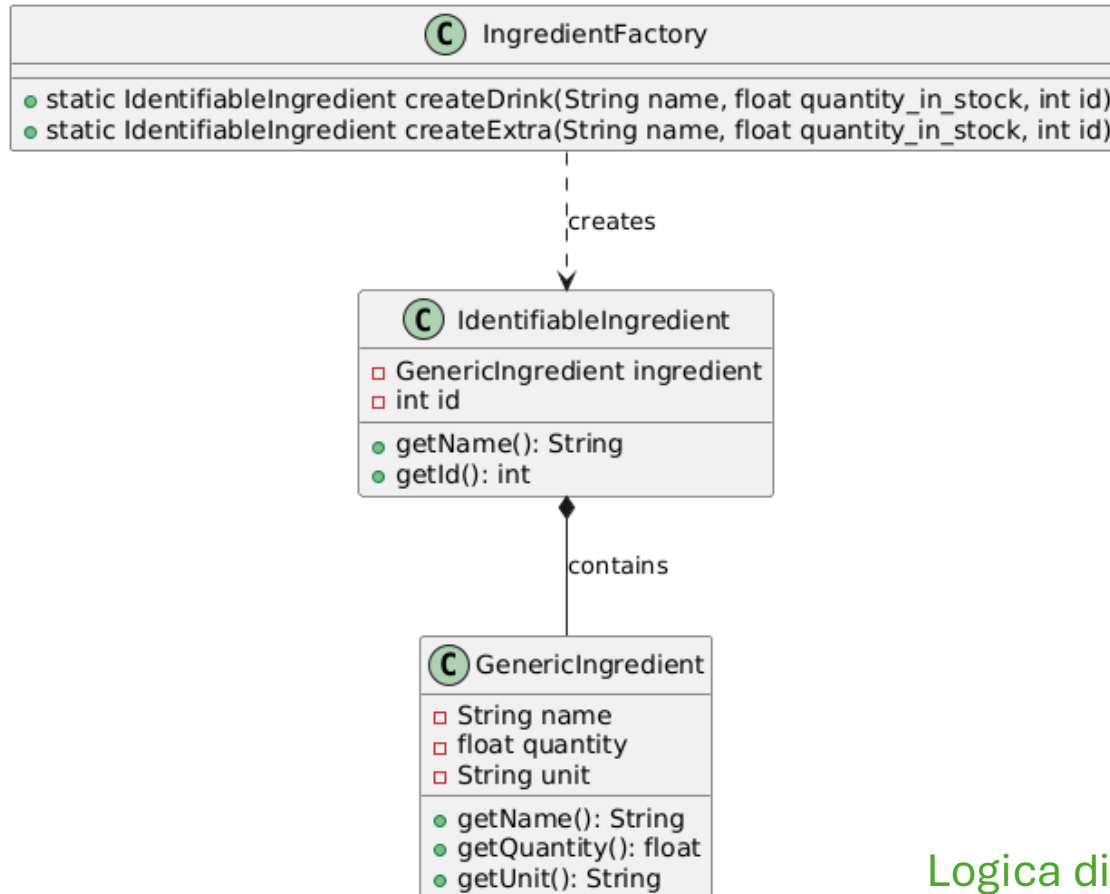 C IngredientFactory
static IdentifiableIngredient createDrink(String name, float quantity_in_stock, int id)
static IdentifiableIngredient createExtra(String name, float quantity_in_stock, int id)
creates
C IdentifiableIngredient
GenericIngredient ingredient
int id
getName(): String
getId(): int
contains
C GenericIngredient
String name
float quantity
String unit
getName(): String
getQuantity(): float
getUnit(): String
Logica di